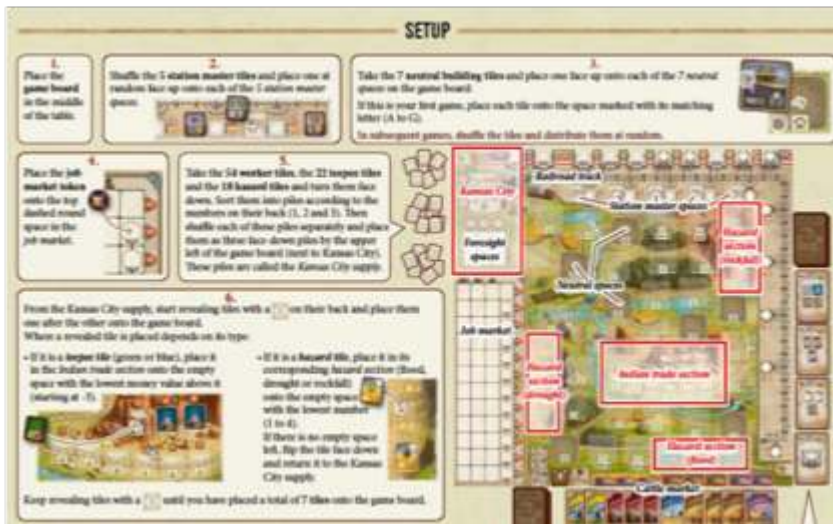 SETUP
1.
Place the
game board
in the middle
of the table.
2.
Shuffle the 5 station master tiles and place one at
random face up onto each of the 5 station master
spaces.
3.
Take the 7 neutral building tiles and place one face up onto each of the 7 neutral
spaces on the game board.
If this is your first game, place each tile onto the space marked with its matching
letter (A to G).
In subsequent games, shuffle the tiles and distribute them at random.
4.
Place the job
market token
onto the top
dashed round
space in the
job market.
5.
Take the 54 worker tiles, the 22 teepee tiles
and the 18 hazard tiles and turn them face
down. Sort them into piles according to the
numbers on their back (1, 2 and 3). Then
shuffle each of these piles separately and place
them as three face-down piles by the upper
left of the game board (next to Kansas City).
These piles are called the Kansas City supply.
6.
From the Kansas City supply, start revealing tiles with a on their back and place them
one after the other onto the game board.
Where a revealed tile is placed depends on its type:
- If it is a teepee tile (green or blue), place it
in the Indian trade section onto the empty
space with the lowest money value above it
(starting at -3).
- If it is a hazard tile, place it in its
corresponding hazard section (flood,
drought or rockfall)
onto the empty space
with the lowest number
(1 to 4).
If there is no empty space
left, flip the tile face down
and return it to the Kansas
City supply.
Keep revealing tiles with a until you have placed a total of 7 tiles onto the game board.
Kansas City
Foresight
spaces
Railroad track
Station master spaces
Hazard
section
(rockfall)
Neutral spaces
Job market
Hazard
section
(drought)
Indian trade section
Hazard section
(flood)
Cattle market